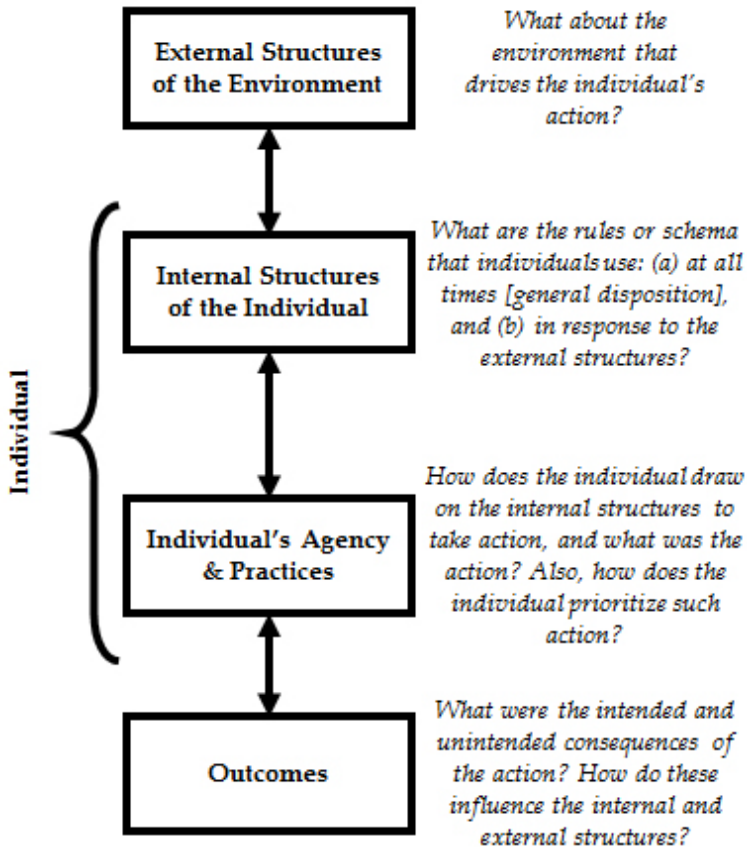 External Structures
of the Environment
What about the
environment that
drives the individual's
action?
Individual
Internal Structures
of the Individual
What are the rules or schema
that individuals use: (a) at all
times [general disposition],
and (b) in response to the
external structures?
Individual's Agency
& Practices
How does the individual draw
on the internal structures to
take action, and what was the
action? Also, how does the
individual prioritize such
action?
Outcomes
What were the intended and
unintended consequences of
the action? How do these
influence the internal and
external structures?